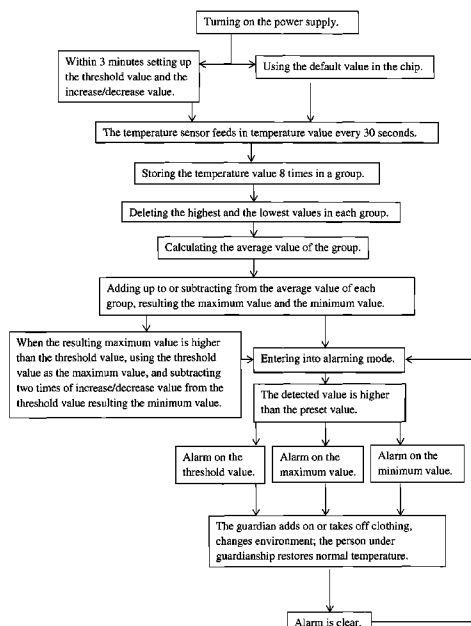 Turning on the power supply.
Within 3 minutes setting up
the threshold value and the
increase/decrease value.
Using the default value in the chip.
The temperature sensor feeds in temperature value every 30 seconds.
Storing the temperature value 8 times in a group.
Deleting the highest and the lowest values in each group.
Calculating the average value of the group.
Adding up to or subtracting from the average value of each
group, resulting the maximum value and the minimum value.
When the resulting maximum value is higher
than the threshold value, using the threshold
value as the maximum value, and subtracting
two times of increase/decrease value from the
threshold value resulting the minimum value.
Entering into alarming mode.
The detected value is higher
than the preset value.
Alarm on the
threshold value.
Alarm on the
maximum value.
Alarm on the
minimum value.
The guardian adds on or takes off clothing,
changes environment; the person under
guardianship restores normal temperature.
Alarm is clear.